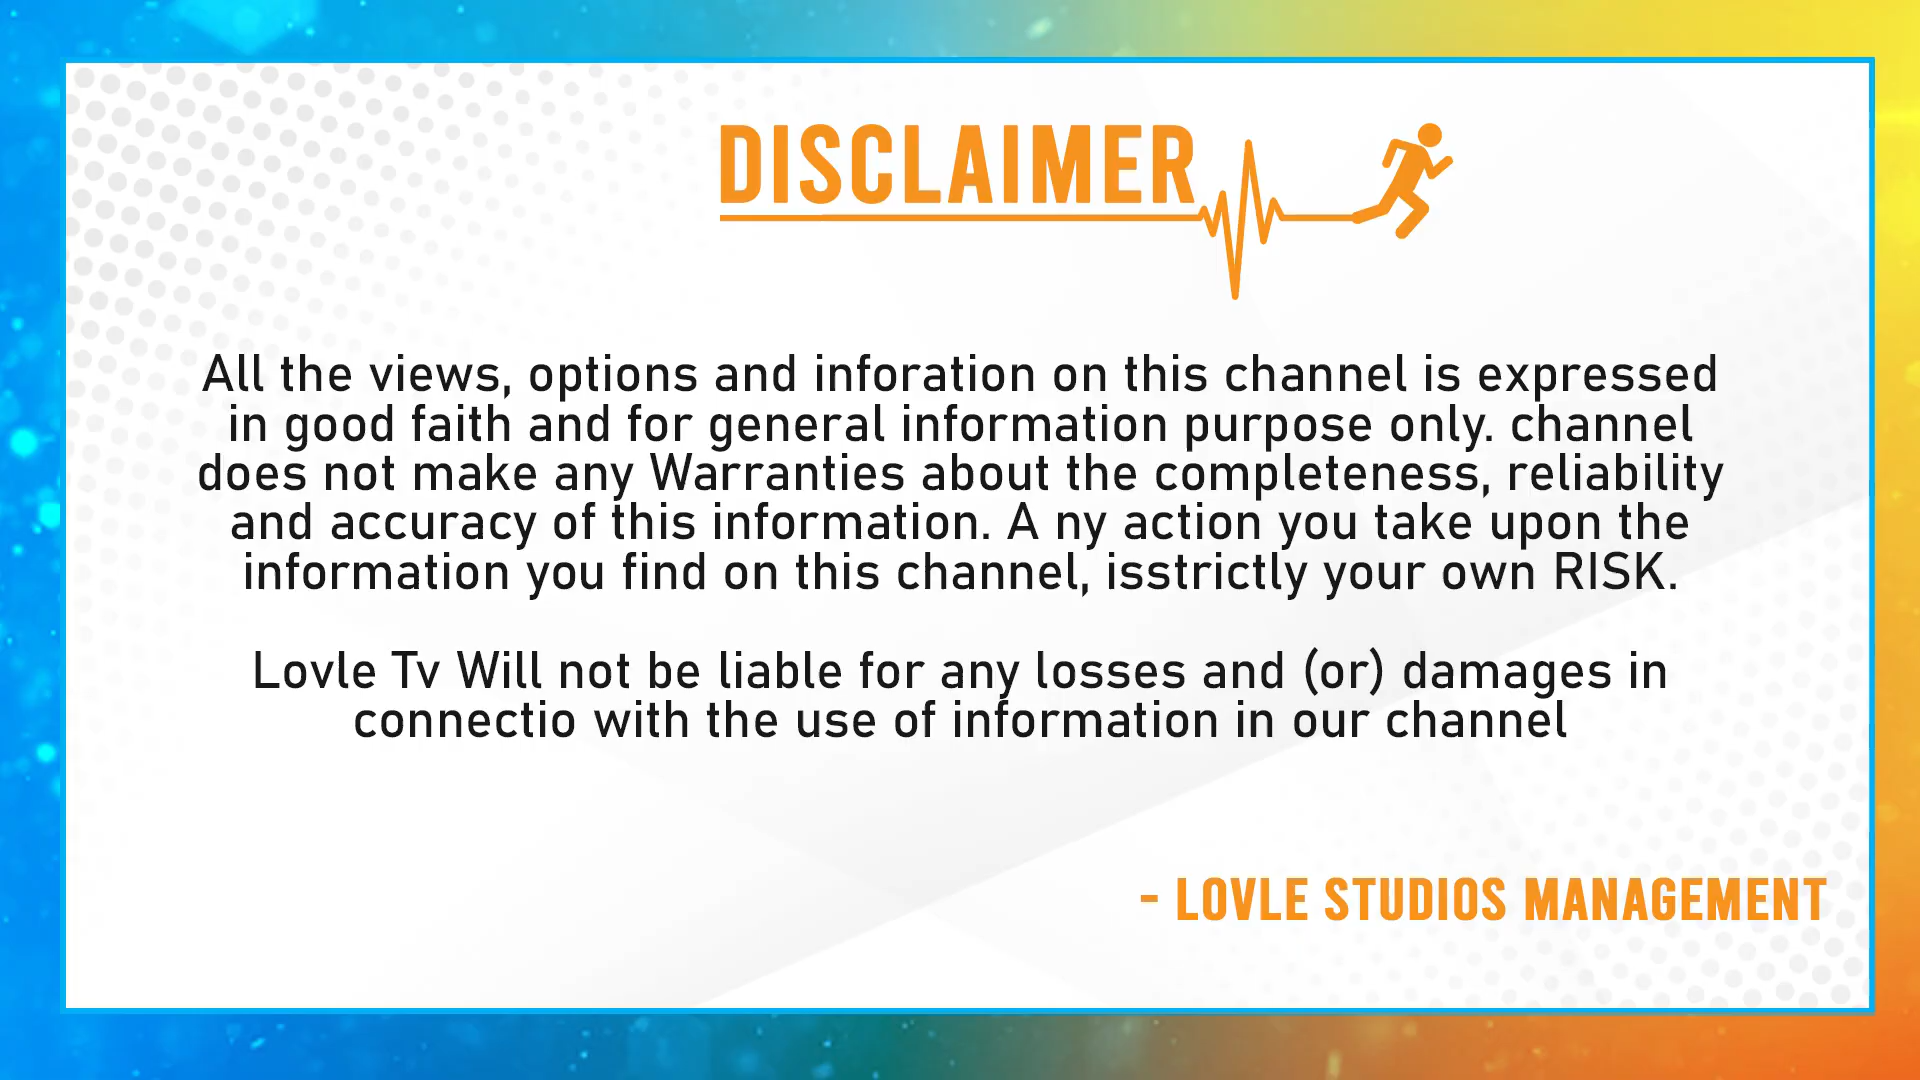 DISCLAIMER
All the views, options and inforation on this channel is expressed
in good faith and for general information purpose only. channel
does not make any Warranties about the completeness, reliability
and accuracy of this information. A ny action you take upon the
information you find on this channel, isstrictly your own RISK.
Lovle Tv Will not be liable for any losses and (or) damages in
connectio with the use of information in our channel
- LOVLE STUDIOS MANAGEMENT